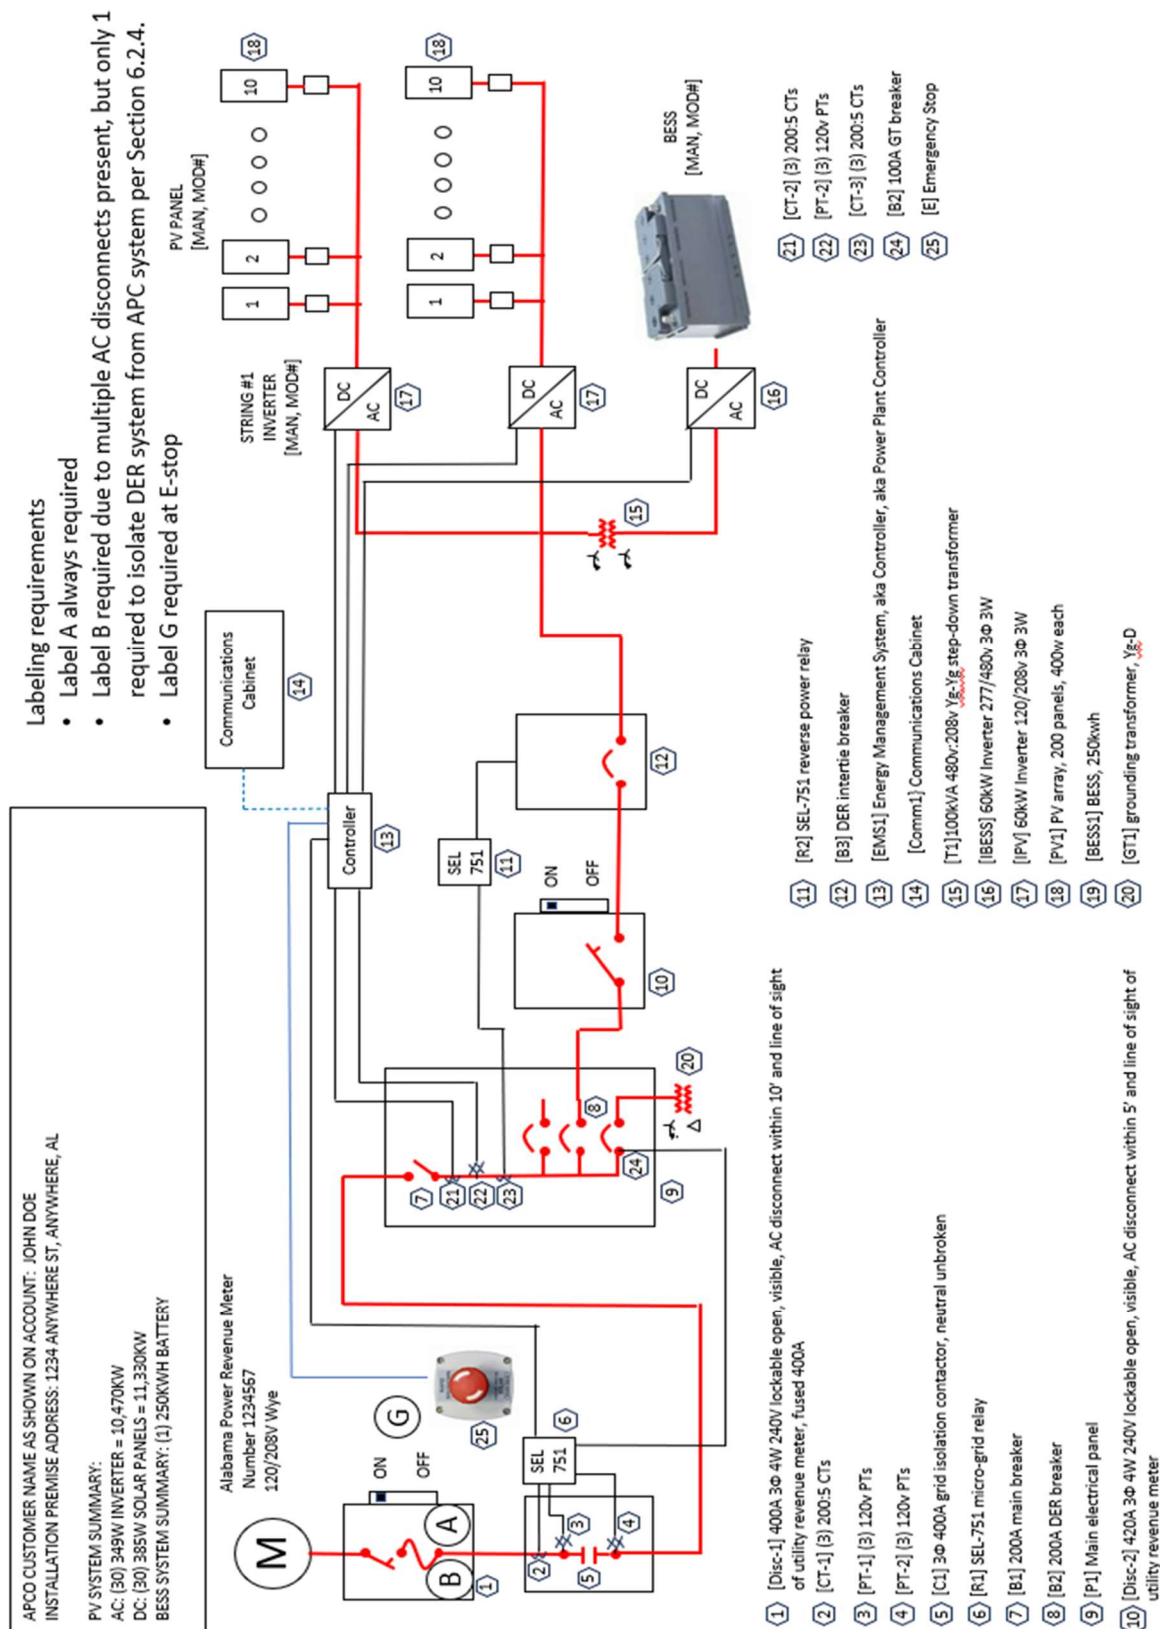 APCO CUSTOMER NAME AS SHOWN ON ACCOUNT: JOHN DOE
INSTALLATION PREMISE ADDRESS: 1234 ANYWHERE ST, ANYWHERE, AL
PV SYSTEM SUMMARY:
AC: (30) 349W INVERTER = 10,470KW
DC: (30) 385W SOLAR PANELS = 11,330KW
BESS SYSTEM SUMMARY: (1) 250KWH BATTERY
Labeling requirements
• Label A always required
• Label B required due to multiple AC disconnects present, but only 1
required to isolate DER system from APC system per Section 6.2.4.
• Label G required at E-stop
Alabama Power Revenue Meter
Number 1234567
120/208V Wye
M
ON
OFF
A
B
1
G
25
SEL
751
6
2
3
4
5
7
21
22
23
8
24
9
20
Δ
Communications
Cabinet
14
Controller
13
SEL
751
11
ON
OFF
10
12
STRING #1
INVERTER
[MAN, MOD#]
DC
AC
17
DC
AC
17
DC
AC
16
15
PV PANEL
[MAN, MOD#]
1
2
10
18
1
2
10
18
BESS
[MAN, MOD#]
1 [Disc-1] 400A 3Φ 4W 240V lockable open, visible, AC disconnect within 10' and line of sight
of utility revenue meter, fused 400A
2 [CT-1] (3) 200:5 CTs
3 [PT-1] (3) 120v PTs
4 [PT-2] (3) 120v PTs
5 [C1] 3Φ 400A grid isolation contactor, neutral unbroken
6 [R1] SEL-751 micro-grid relay
7 [B1] 200A main breaker
8 [B2] 200A DER breaker
9 [P1] Main electrical panel
10 [Disc-2] 420A 3Φ 4W 240V lockable open, visible, AC disconnect within 5' and line of sight of
utility revenue meter
11 [R2] SEL-751 reverse power relay
12 [B3] DER intertie breaker
13 [EMS1] Energy Management System, aka Controller, aka Power Plant Controller
14 [Comm1} Communications Cabinet
15 [T1]100kVA 480v:208v Yg-Yg step-down transformer
16 [IBESS] 60kW Inverter 277/480v 3Φ 3W
17 [IPV] 60kW Inverter 120/208v 3Φ 3W
18 [PV1] PV array, 200 panels, 400w each
19 [BESS1] BESS, 250kwh
20 [GT1] grounding transformer, Yg-D
21 [CT-2] (3) 200:5 CTs
22 [PT-2] (3) 120v PTs
23 [CT-3] (3) 200:5 CTs
24 [B2] 100A GT breaker
25 [E] Emergency Stop